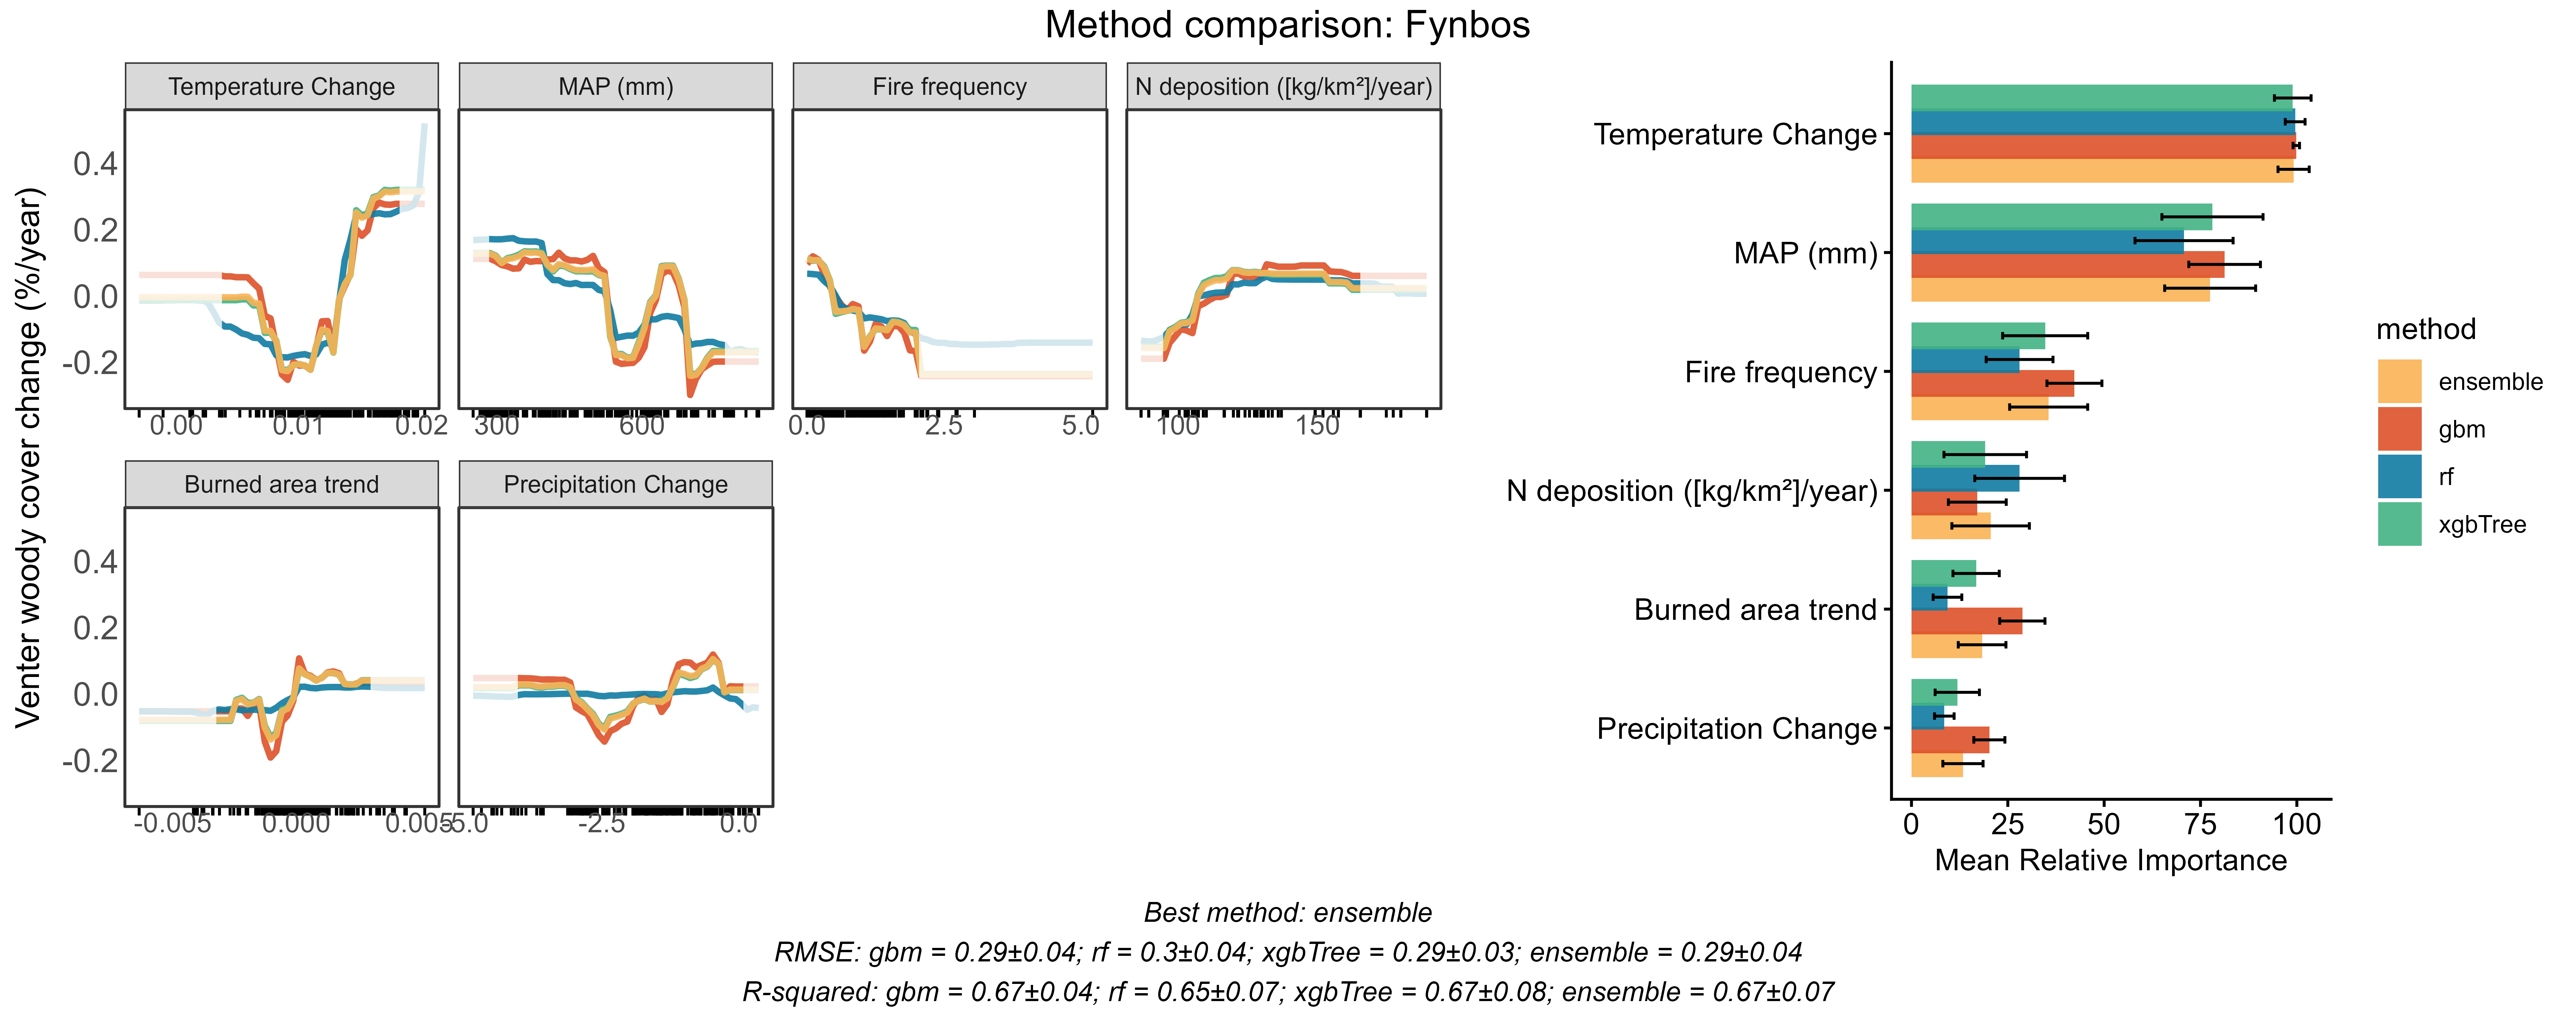 Method comparison: Fynbos
Temperature Change
MAP (mm)
Fire frequency
N deposition ([kg/km²]/year)
Venter woody cover change (%/year)
0.4
0.2
0.0
-0.2
0.00 0.01 0.02
300 600
0.0 2.5 5.0
100 150
Burned area trend
Precipitation Change
0.4
0.2
0.0
-0.2
-0.005 0.000 0.005
-5.0 -2.5 0.0
Temperature Change
MAP (mm)
Fire frequency
N deposition ([kg/km²]/year)
Burned area trend
Precipitation Change
0 25 50 75 100
Mean Relative Importance
method
ensemble
gbm
rf
xgbTree
Best method: ensemble
RMSE: gbm = 0.29±0.04; rf = 0.3±0.04; xgbTree = 0.29±0.03; ensemble = 0.29±0.04
R-squared: gbm = 0.67±0.04; rf = 0.65±0.07; xgbTree = 0.67±0.08; ensemble = 0.67±0.07